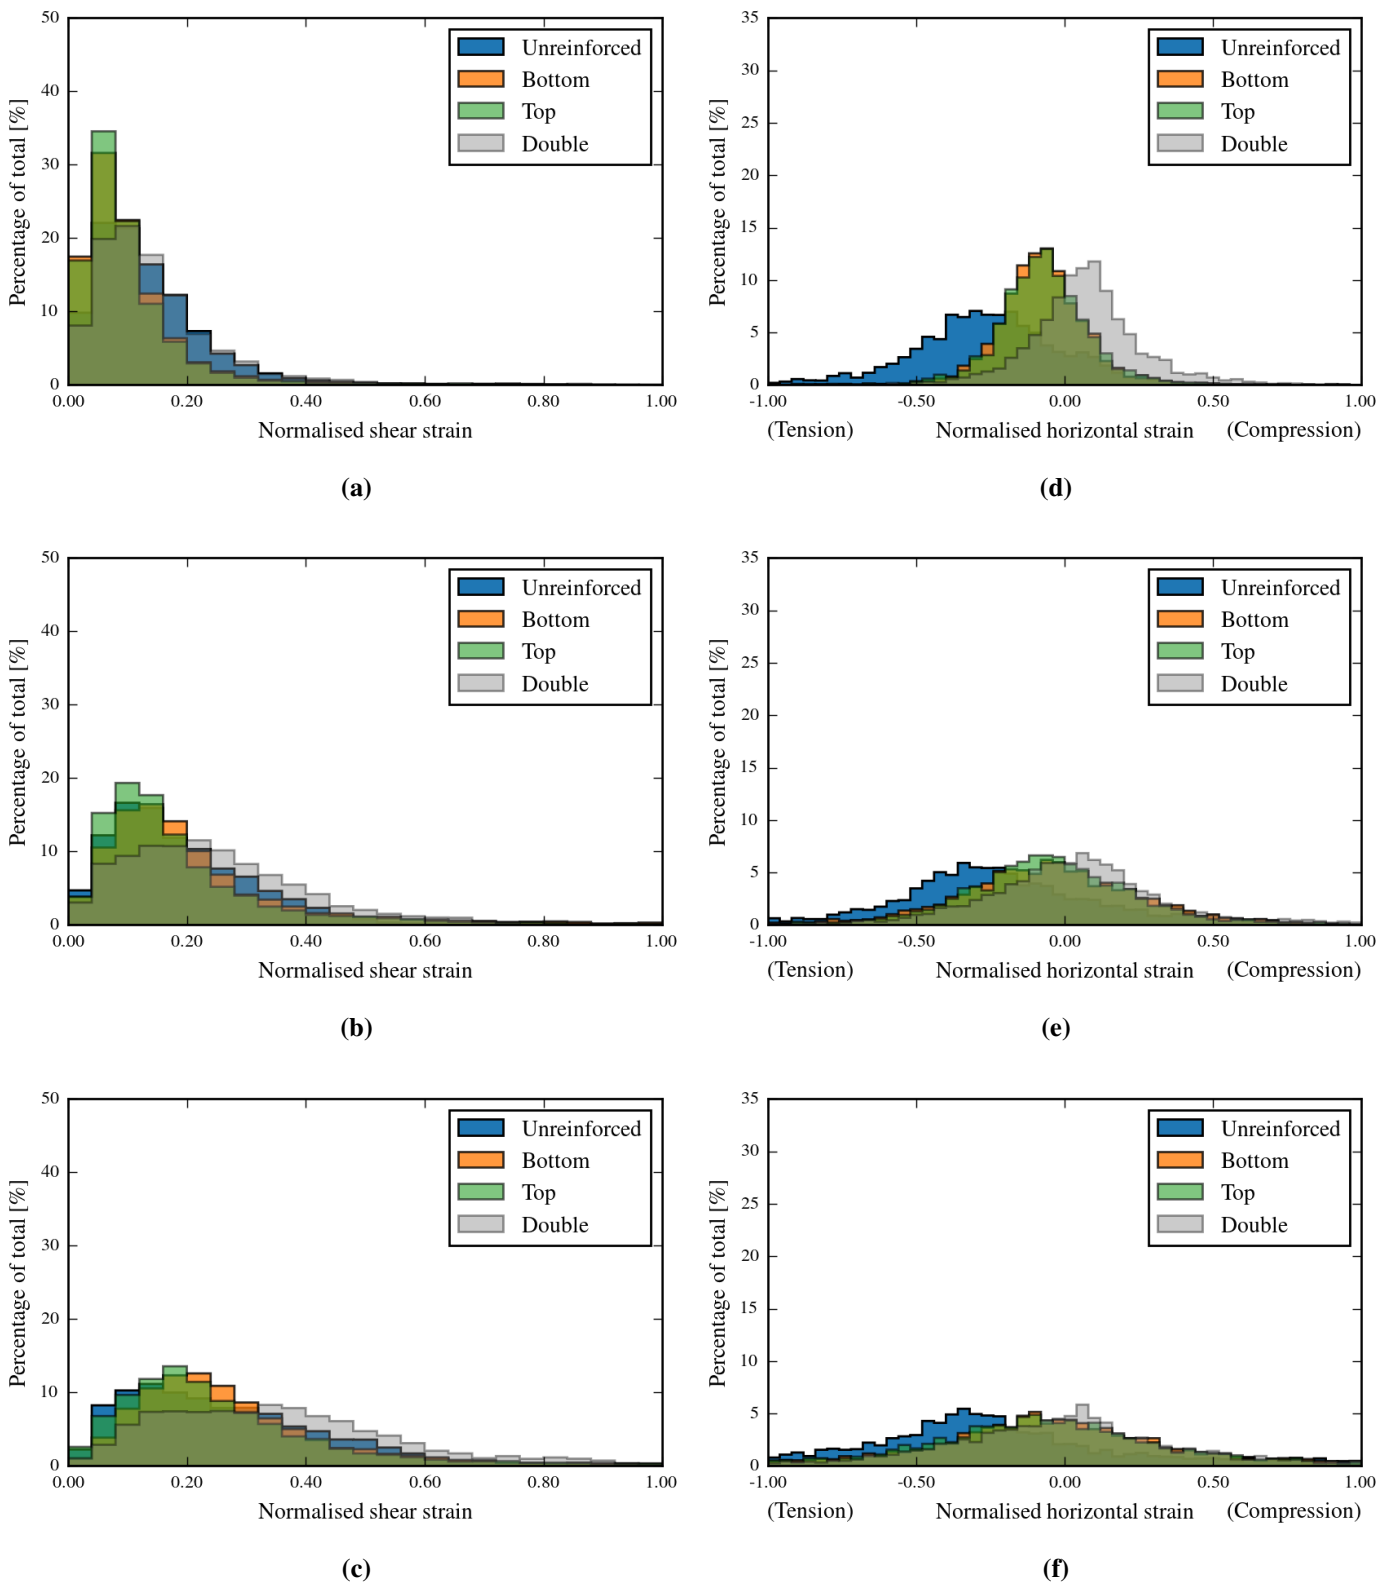 50
40
30
20
10
0
Percentage of total [%]
Unreinforced
Bottom
Top
Double
0.00 0.20 0.40 0.60 0.80 1.00
Normalised shear strain
(a)
35
30
25
20
15
10
5
0
Percentage of total [%]
Unreinforced
Bottom
Top
Double
-1.00 -0.50 0.00 0.50 1.00
(Tension) Normalised horizontal strain (Compression)
(d)
50
40
30
20
10
0
Percentage of total [%]
Unreinforced
Bottom
Top
Double
0.00 0.20 0.40 0.60 0.80 1.00
Normalised shear strain
(b)
35
30
25
20
15
10
5
0
Percentage of total [%]
Unreinforced
Bottom
Top
Double
-1.00 -0.50 0.00 0.50 1.00
(Tension) Normalised horizontal strain (Compression)
(e)
50
40
30
20
10
0
Percentage of total [%]
Unreinforced
Bottom
Top
Double
0.00 0.20 0.40 0.60 0.80 1.00
Normalised shear strain
(c)
35
30
25
20
15
10
5
0
Percentage of total [%]
Unreinforced
Bottom
Top
Double
-1.00 -0.50 0.00 0.50 1.00
(Tension) Normalised horizontal strain (Compression)
(f)